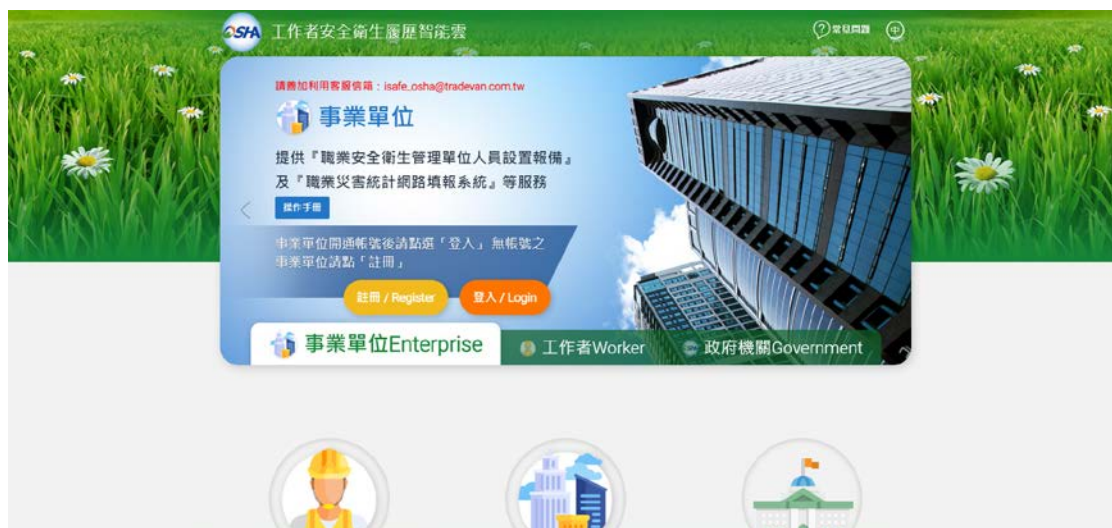 OSHA 工作者安全衛生履歷智能雲
常見問題 中
請善加利用客服信箱：isafe_osha@tradevan.com.tw
事業單位
提供『職業安全衛生管理單位人員設置報備』
及『職業災害統計網路填報系統』等服務
操作手冊
事業單位開通帳號後請點選「登入」無帳號之
事業單位請點「註冊」
註冊 / Register 登入 / Login
事業單位Enterprise 工作者Worker 政府機關Government